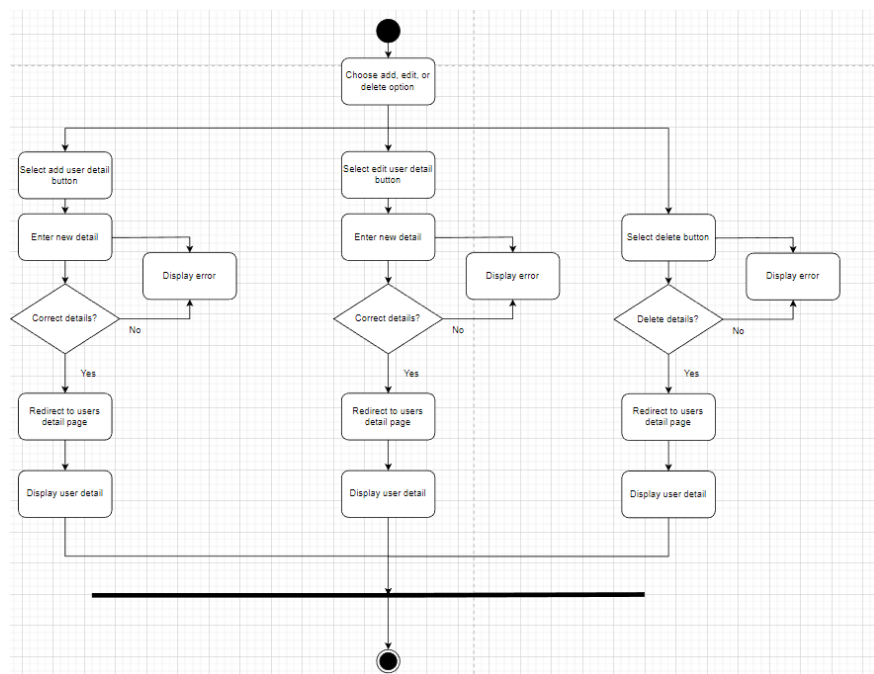 Choose add, edit, or
delete option
Select add user detail
button
Select edit user detail
button
Enter new detail
Enter new detail
Select delete button
Display error
Display error
Display error
Correct details?
Correct details?
Delete details?
No
No
No
Yes
Yes
Yes
Redirect to users
detail page
Redirect to users
detail page
Redirect to users
detail page
Display user detail
Display user detail
Display user detail